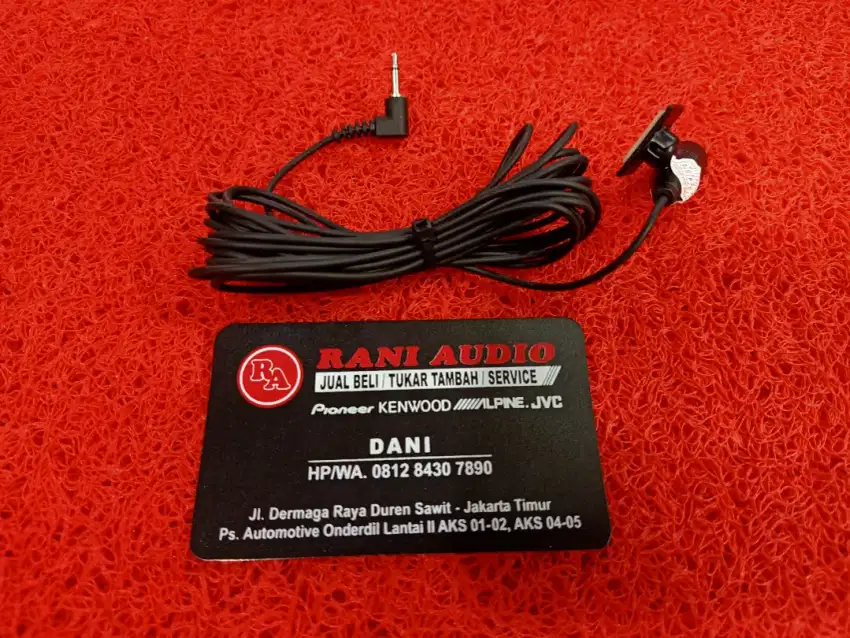 RA
RANI AUDIO
JUAL BELI / TUKAR TAMBAH / SERVICE
Pioneer KENWOOD ALPINE. JVC
DANI
HP/WA. 0812 8430 7890
Jl. Dermaga Raya Duren Sawit - Jakarta Timur
Ps. Automotive Onderdil Lantai II AKS 01-02, AKS 04-05